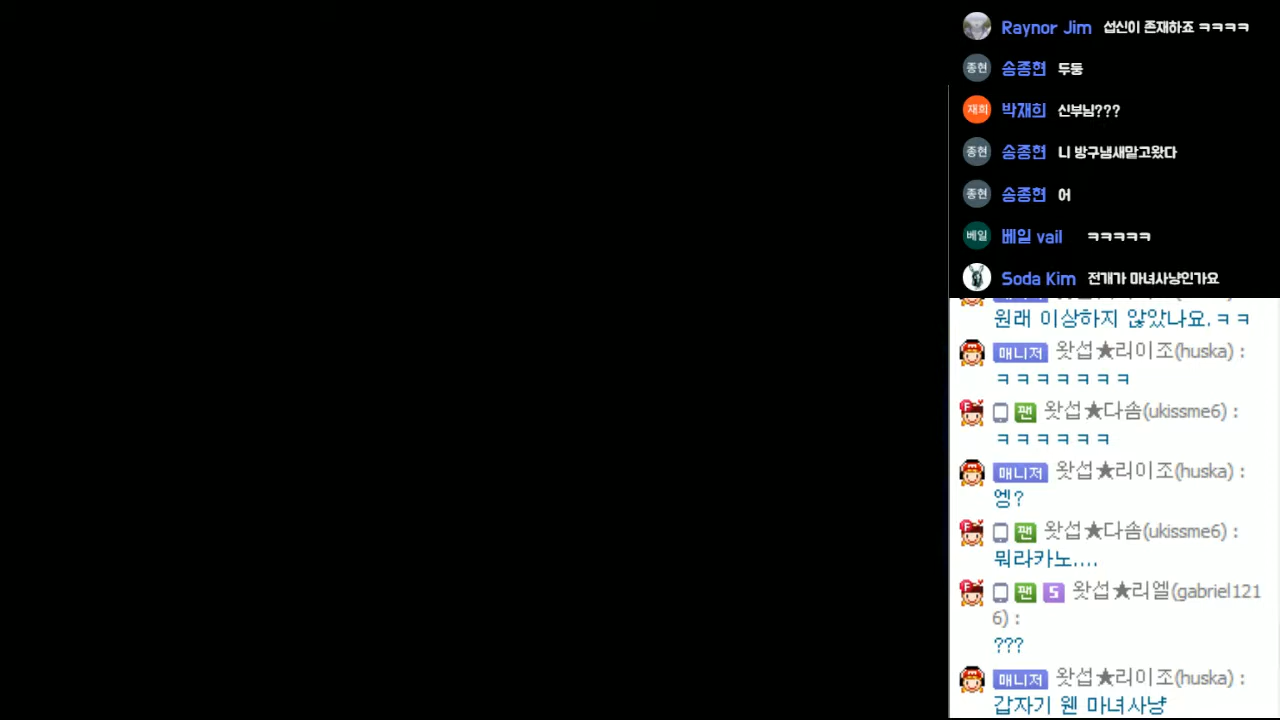 Raynor Jim 섭신이 존재하죠 ㅋㅋㅋㅋ
종현 송종현 두둥
재희 박재희 신부님???
종현 송종현 니 방구냄새맡고왔다
종현 송종현 어
베일 베일 vail ㅋㅋㅋㅋㅋ
Soda Kim 전개가 마녀사냥인가요
원래 이상하지 않았나요.ㅋㅋ
매니저 왓섭★리이조(huska) :
ㅋㅋㅋㅋㅋㅋㅋ
팬 왓섭★다솜(ukissme6) :
ㅋㅋㅋㅋㅋㅋ
매니저 왓섭★리이조(huska) :
엥?
팬 왓섭★다솜(ukissme6) :
뭐라카노....
팬 S 왓섭★리엘(gabriel121
6) :
???
매니저 왓섭★리이조(huska) :
갑자기 웬 마녀사냥